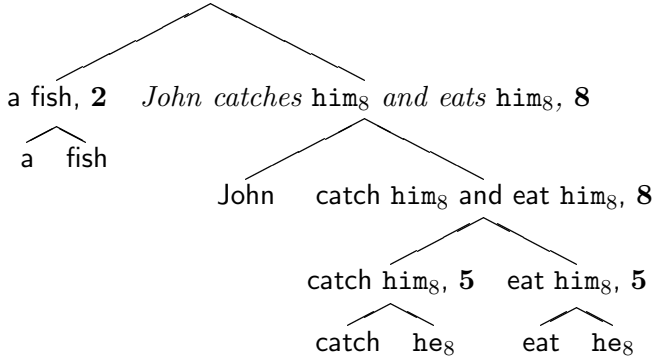 a fish, 2 John catches him₈ and eats him₈, 8
a fish
John catch him₈ and eat him₈, 8
catch him₈, 5 eat him₈, 5
catch he₈ eat he₈